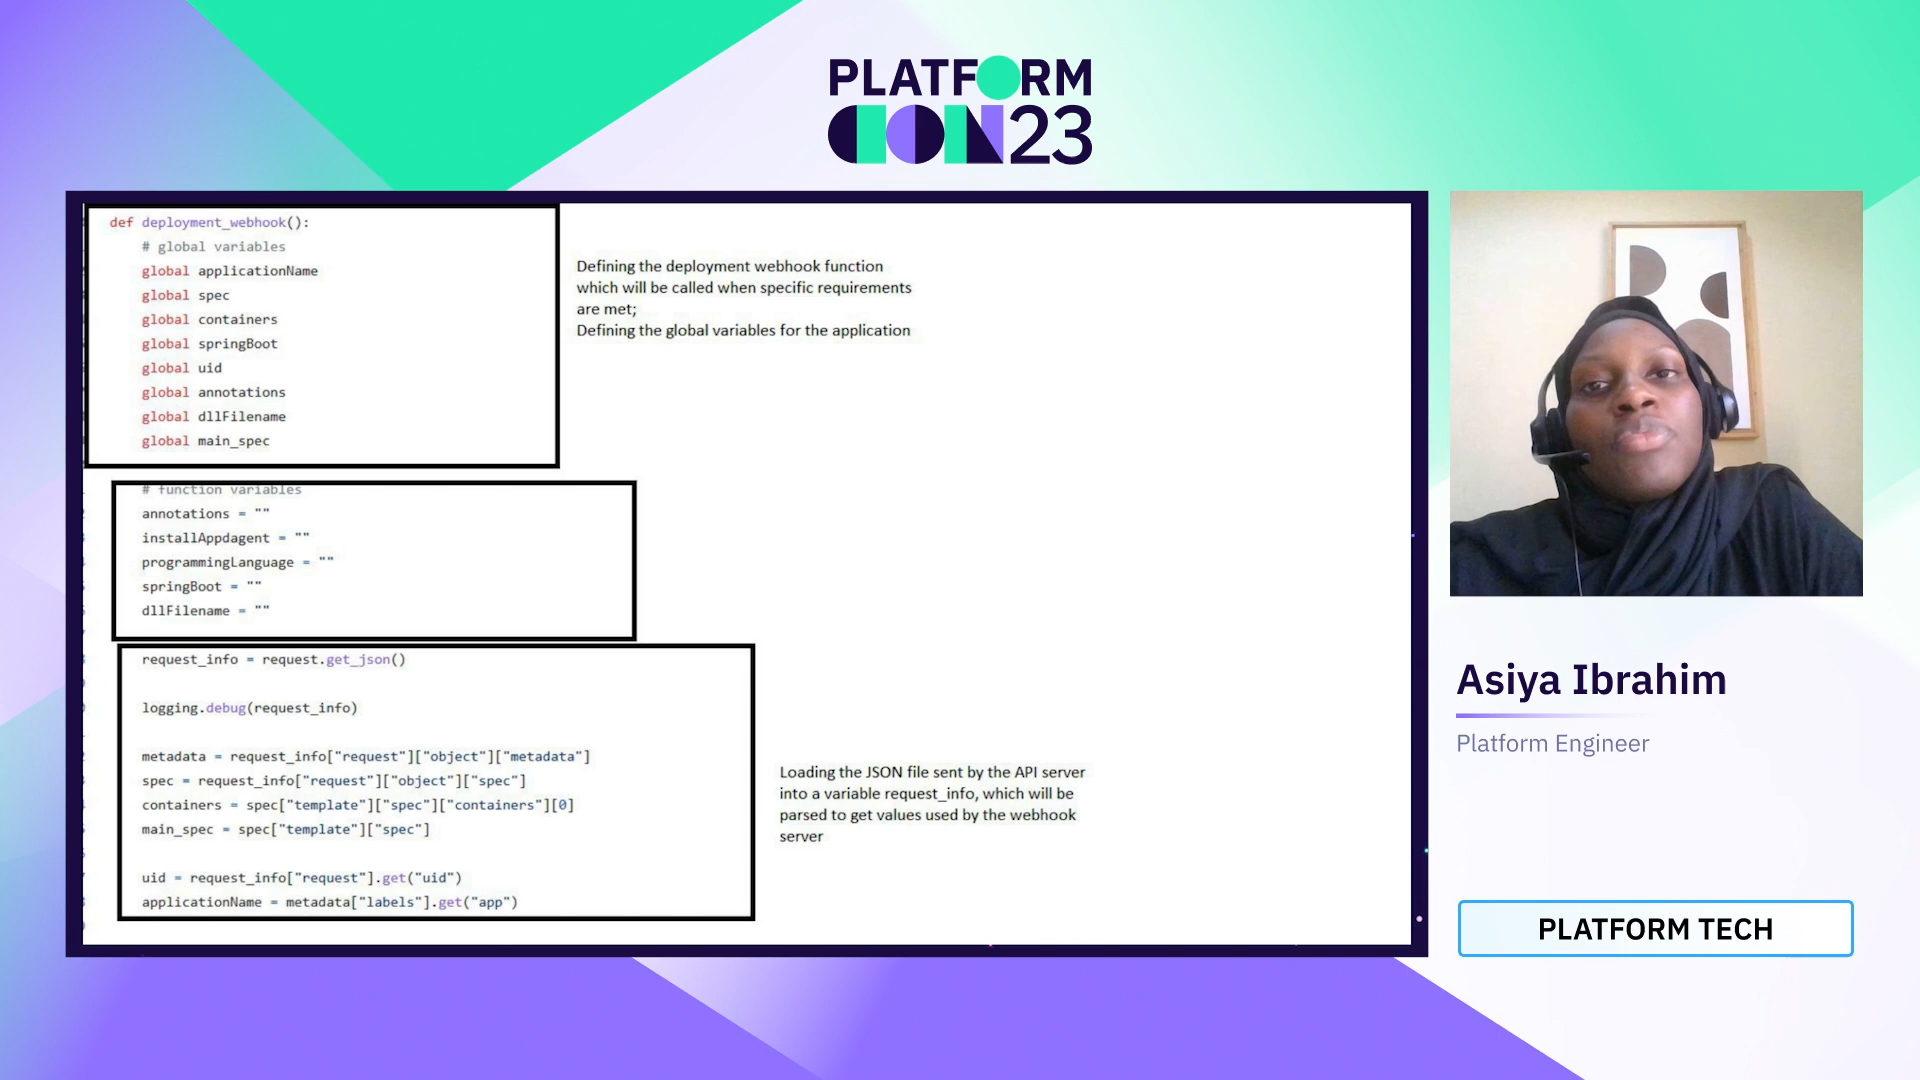 PLATFORM
CON23
def deployment_webhook():
# global variables
global applicationName
global spec
global containers
global springBoot
global uid
global annotations
global dllFilename
global main_spec
Defining the deployment webhook function
which will be called when specific requirements
are met;
Defining the global variables for the application
# function variables
annotations = ""
installAppdagent = ""
programmingLanguage = ""
springBoot = ""
dllFilename = ""
request_info = request.get_json()
logging.debug(request_info)
metadata = request_info["request"]["object"]["metadata"]
spec = request_info["request"]["object"]["spec"]
containers = spec["template"]["spec"]["containers"][0]
main_spec = spec["template"]["spec"]
uid = request_info["request"].get("uid")
applicationName = metadata["labels"].get("app")
Loading the JSON file sent by the API server
into a variable request_info, which will be
parsed to get values used by the webhook
server
Asiya Ibrahim
Platform Engineer
PLATFORM TECH